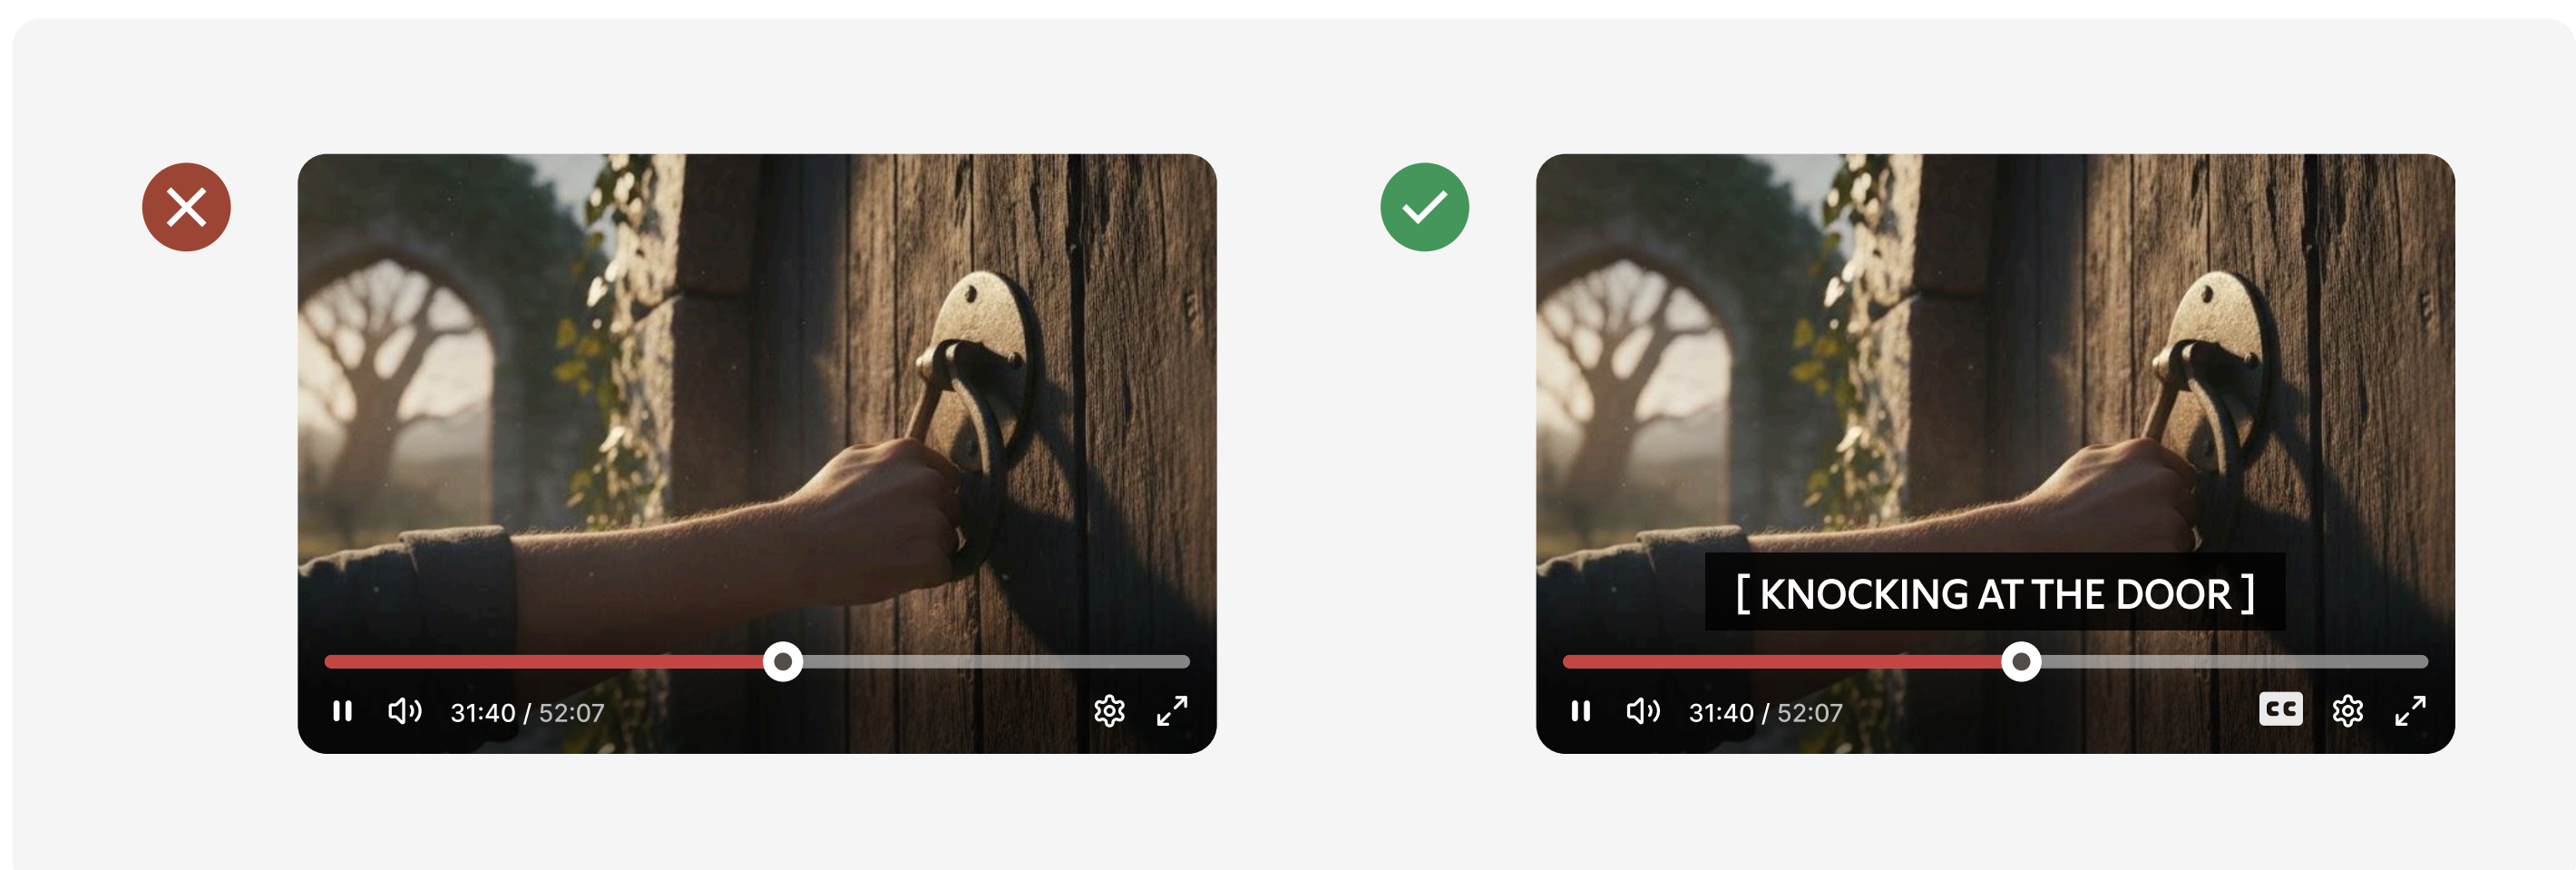 31:40 / 52:07
[ KNOCKING AT THE DOOR ]
31:40 / 52:07
CC